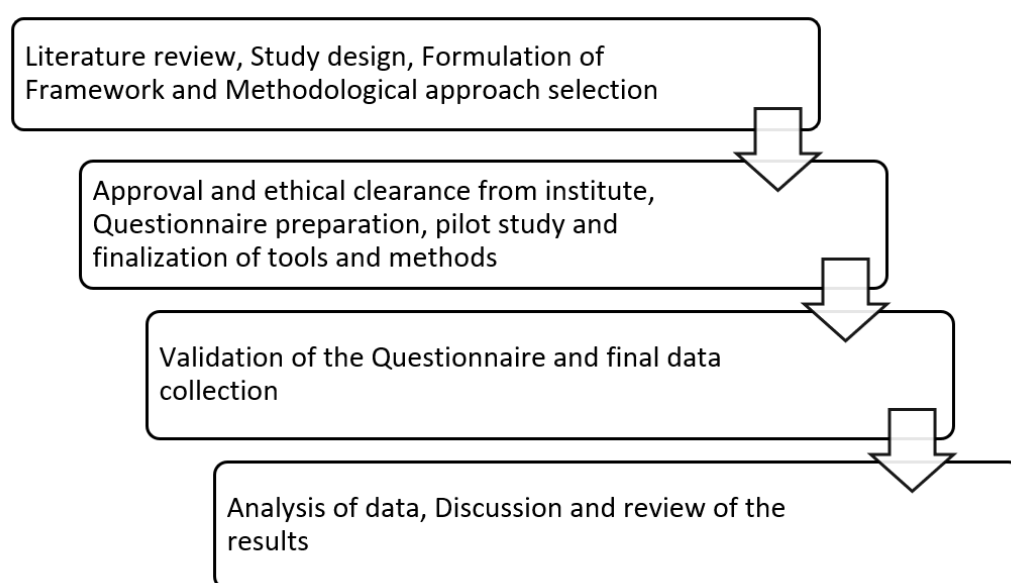 Literature review, Study design, Formulation of
Framework and Methodological approach selection
Approval and ethical clearance from institute,
Questionnaire preparation, pilot study and
finalization of tools and methods
Validation of the Questionnaire and final data
collection
Analysis of data, Discussion and review of the
results